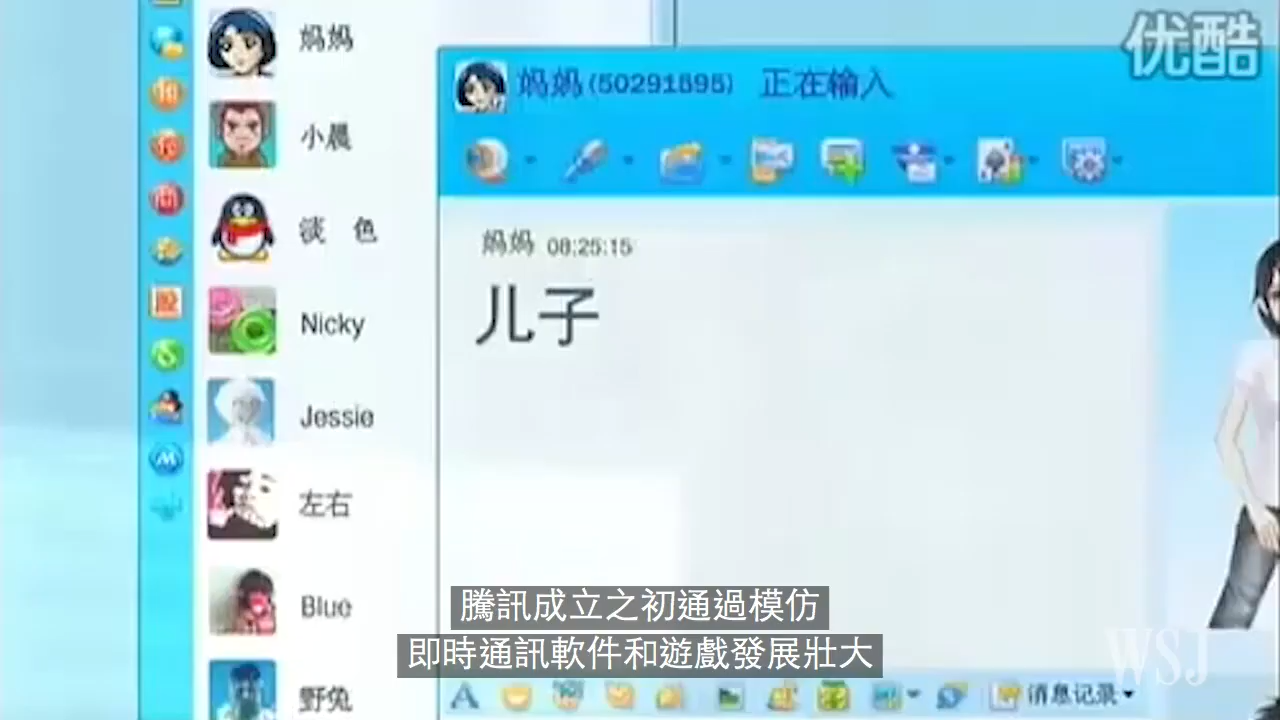 优酷
妈妈
小晨
淡 色
Nicky
Jessie
左右
Blue
野兔
妈妈(50291595) 正在输入
妈妈 08:25:15
儿子
消息记录
騰訊成立之初通過模仿
即時通訊軟件和遊戲發展壯大
WSJ